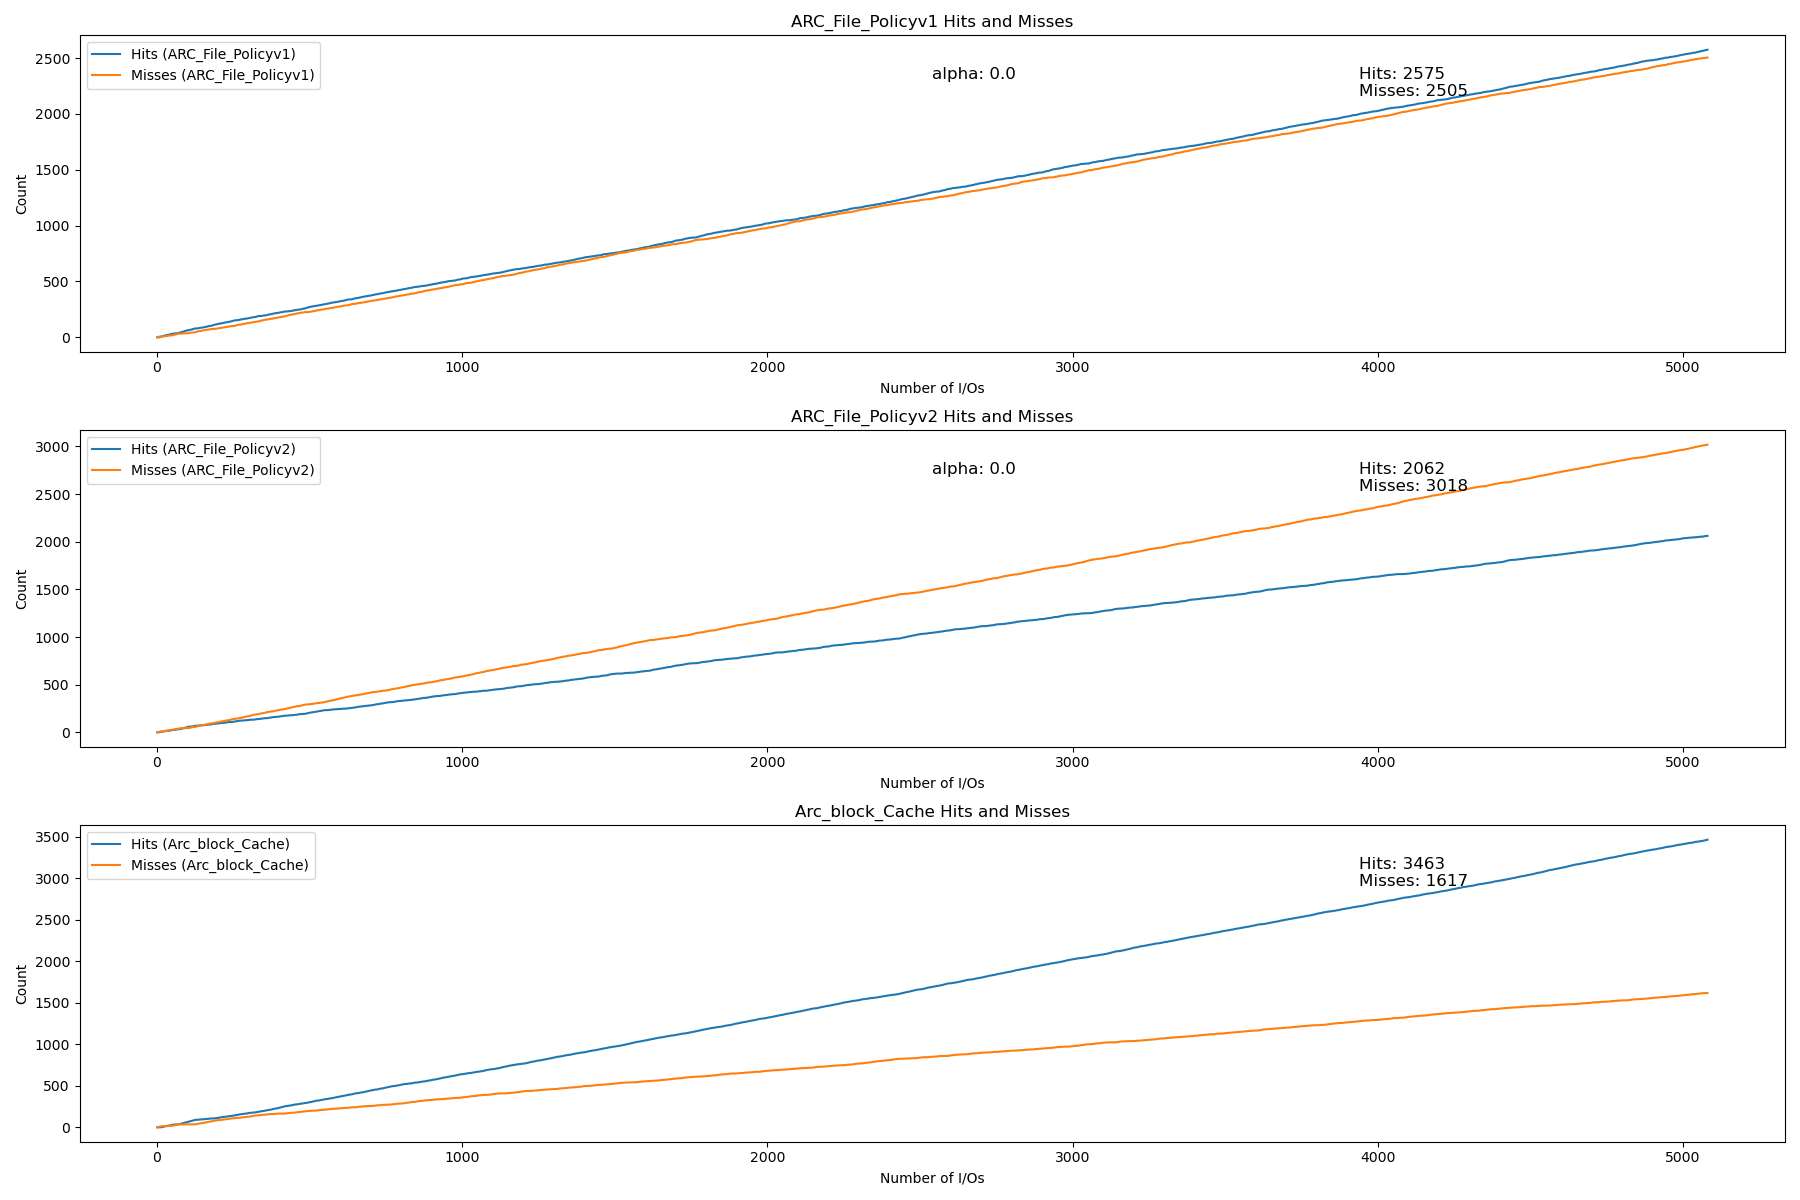 ARC_File_Policyv1 Hits and Misses
Hits (ARC_File_Policyv1)
Misses (ARC_File_Policyv1)
alpha: 0.0
Hits: 2575
Misses: 2505
2500
2000
1500
1000
500
0
Count
0 1000 2000 3000 4000 5000
Number of I/Os
ARC_File_Policyv2 Hits and Misses
Hits (ARC_File_Policyv2)
Misses (ARC_File_Policyv2)
alpha: 0.0
Hits: 2062
Misses: 3018
3000
2500
2000
1500
1000
500
0
Count
0 1000 2000 3000 4000 5000
Number of I/Os
Arc_block_Cache Hits and Misses
Hits (Arc_block_Cache)
Misses (Arc_block_Cache)
Hits: 3463
Misses: 1617
3500
3000
2500
2000
1500
1000
500
0
Count
0 1000 2000 3000 4000 5000
Number of I/Os